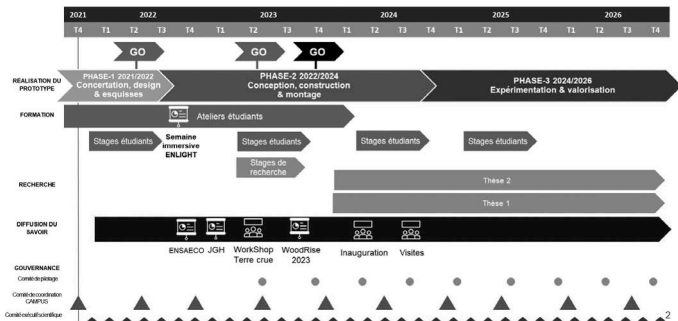 2021 2022 2023 2024 2025 2026
T4 T1 T2 T3 T4 T1 T2 T3 T4 T1 T2 T3 T4 T1 T2 T3 T4 T1 T2 T3 T4
GO GO GO
RÉALISATION DU
PROTOTYPE
PHASE-1 2021/2022
Concertation, design
& esquisses
PHASE-2 2022/2024
Conception, construction
& montage
PHASE-3 2024/2026
Expérimentation & valorisation
FORMATION
Ateliers étudiants
Stages étudiants
Semaine
immersive
ENLIGHT
Stages étudiants
Stages étudiants
Stages étudiants
Stages de
recherche
RECHERCHE
Thèse 2
Thèse 1
DIFFUSION DU
SAVOIR
ENSAECO
JGH
WorkShop
Terre crue
WoodRise
2023
Inauguration
Visites
GOUVERNANCE
Comité de pilotage
Comité de coordination
CAMPUS
Comité exécutif scientifique
2